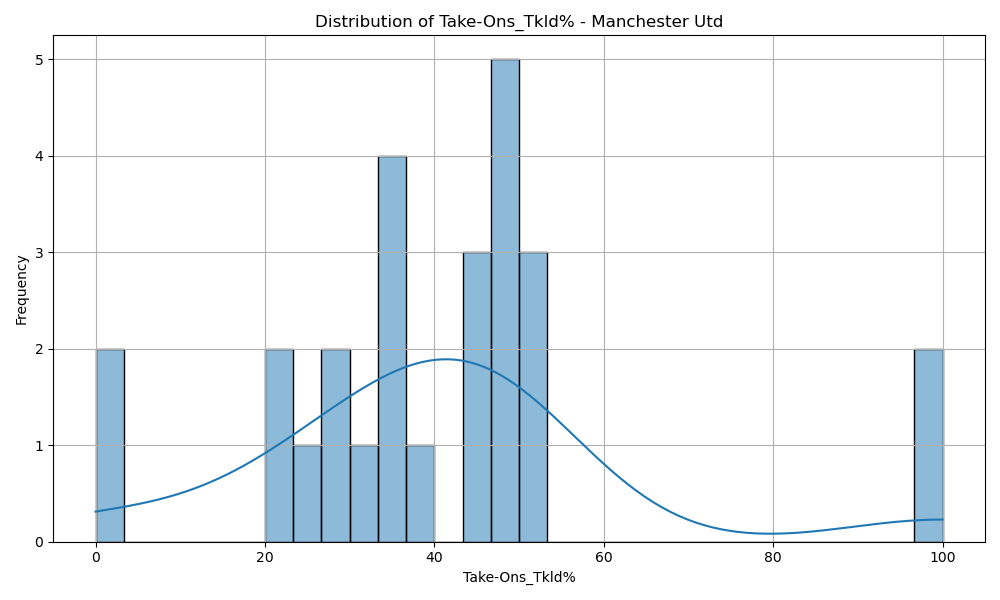 Distribution of Take-Ons_Tkld% - Manchester Utd
Frequency
5
4
3
2
1
0
0 20 40 60 80 100
Take-Ons_Tkld%